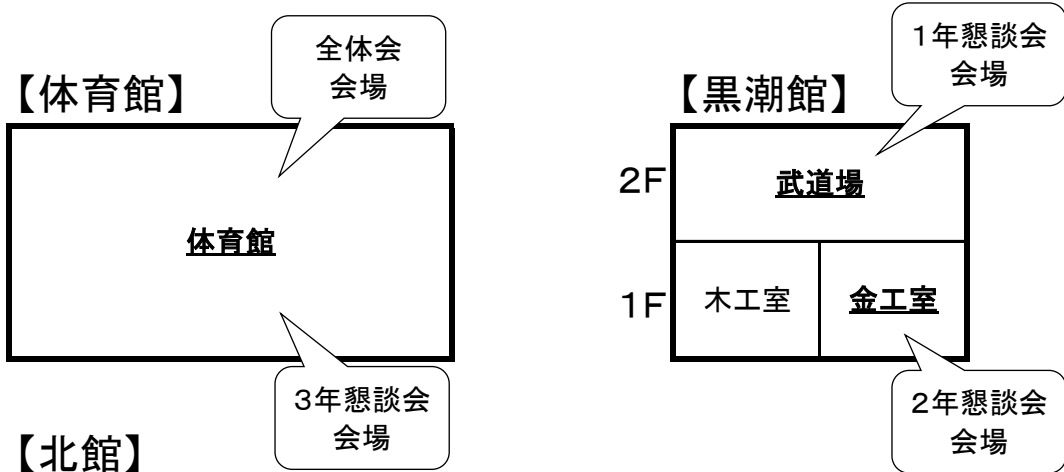 全体会
会場
【体育館】
体育館
3年懇談会
会場
1年懇談会
会場
【黒潮館】
2F
武道場
1F
木工室
金工室
2年懇談会
会場
【北館】